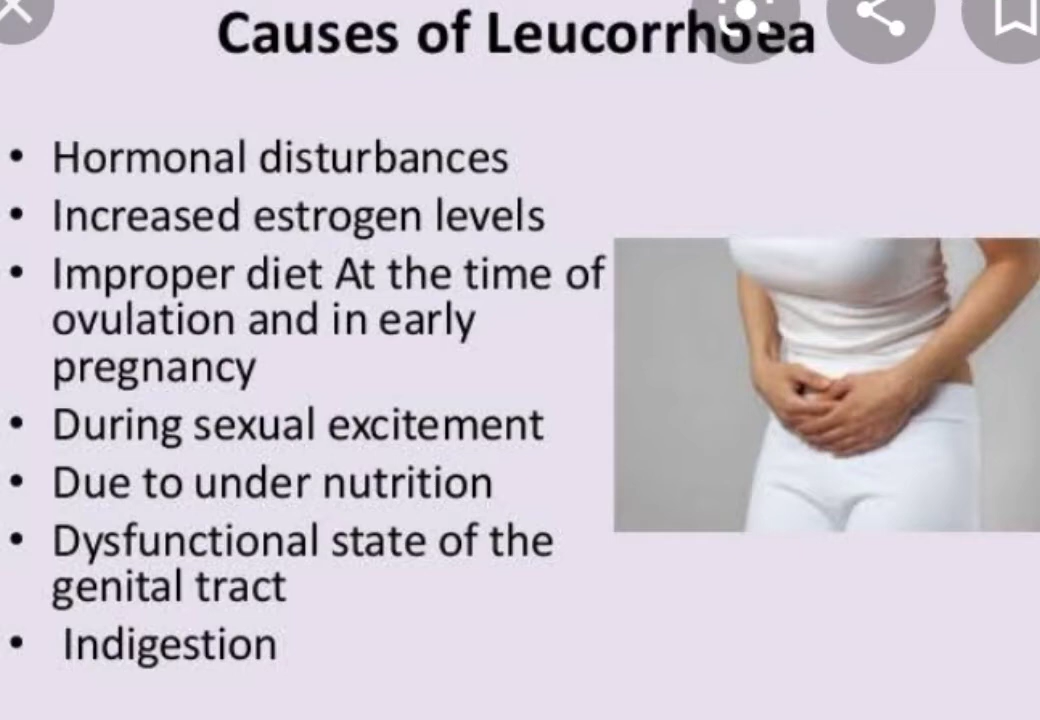 Causes of Leucorrhoea
• Hormonal disturbances
• Increased estrogen levels
• Improper diet At the time of
ovulation and in early
pregnancy
• During sexual excitement
• Due to under nutrition
• Dysfunctional state of the
genital tract
• Indigestion